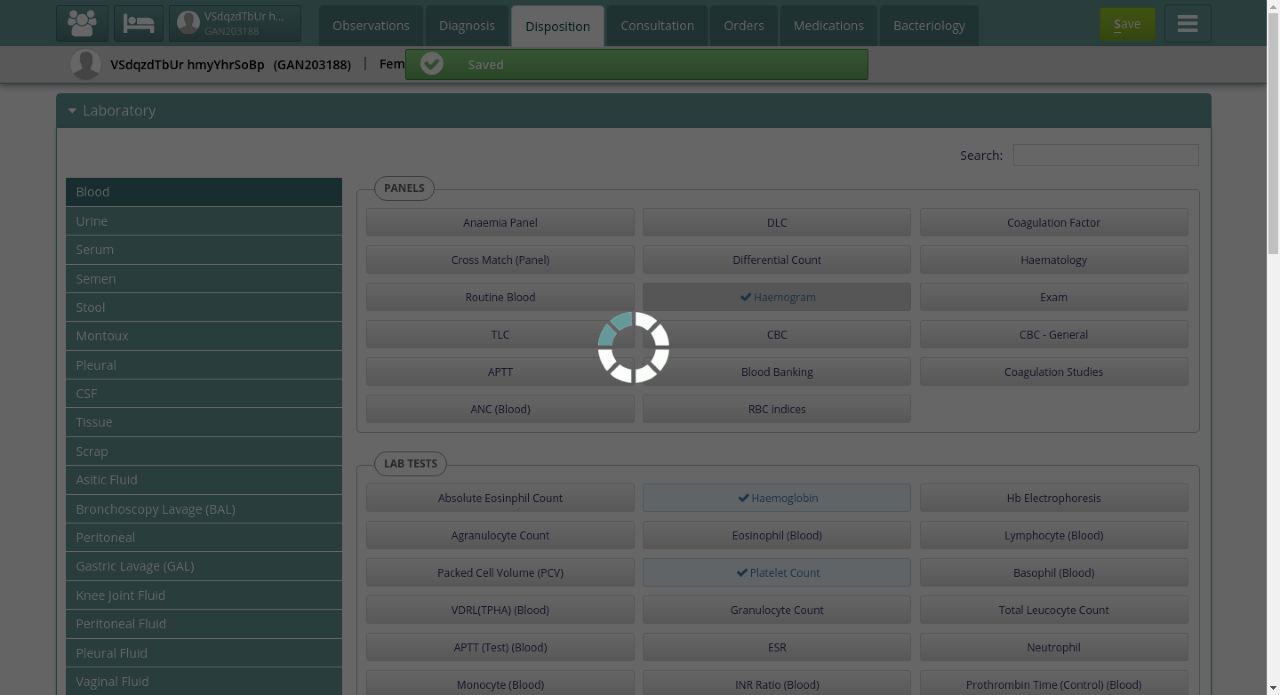 VSdqzdTbUr h...
GAN203188
Observations
Diagnosis
Disposition
Consultation
Orders
Medications
Bacteriology
Save
VSdqzdTbUr hmyYhrSoBp (GAN203188) | Fem
Saved
Laboratory
Search:
Blood
Urine
Serum
Semen
Stool
Montoux
Pleural
CSF
Tissue
Scrap
Asitic Fluid
Bronchoscopy Lavage (BAL)
Peritoneal
Gastric Lavage (GAL)
Knee Joint Fluid
Peritoneal Fluid
Pleural Fluid
Vaginal Fluid
PANELS
Anaemia Panel
DLC
Coagulation Factor
Cross Match (Panel)
Differential Count
Haematology
Routine Blood
Haemogram
Exam
TLC
CBC
CBC - General
APTT
Blood Banking
Coagulation Studies
ANC (Blood)
RBC indices
LAB TESTS
Absolute Eosinphil Count
Haemoglobin
Hb Electrophoresis
Agranulocyte Count
Eosinophil (Blood)
Lymphocyte (Blood)
Packed Cell Volume (PCV)
Platelet Count
Basophil (Blood)
VDRL(TPHA) (Blood)
Granulocyte Count
Total Leucocyte Count
APTT (Test) (Blood)
ESR
Neutrophil
Monocyte (Blood)
INR Ratio (Blood)
Prothrombin Time (Control) (Blood)